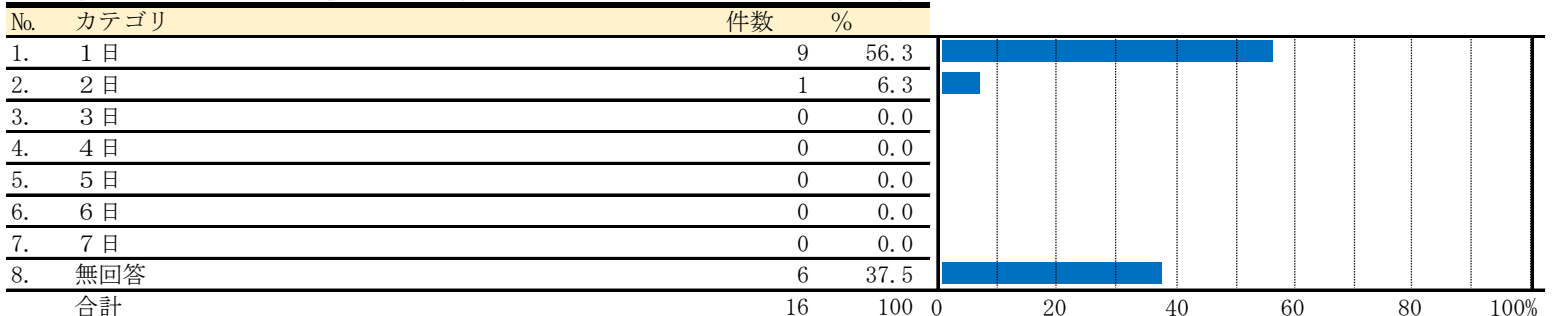 № カテゴリ 件数 %
1. 1日 9 56.3
2. 2日 1 6.3
3. 3日 0 0.0
4. 4日 0 0.0
5. 5日 0 0.0
6. 6日 0 0.0
7. 7日 0 0.0
8. 無回答 6 37.5
合計 16 100 0 20 40 60 80 100%